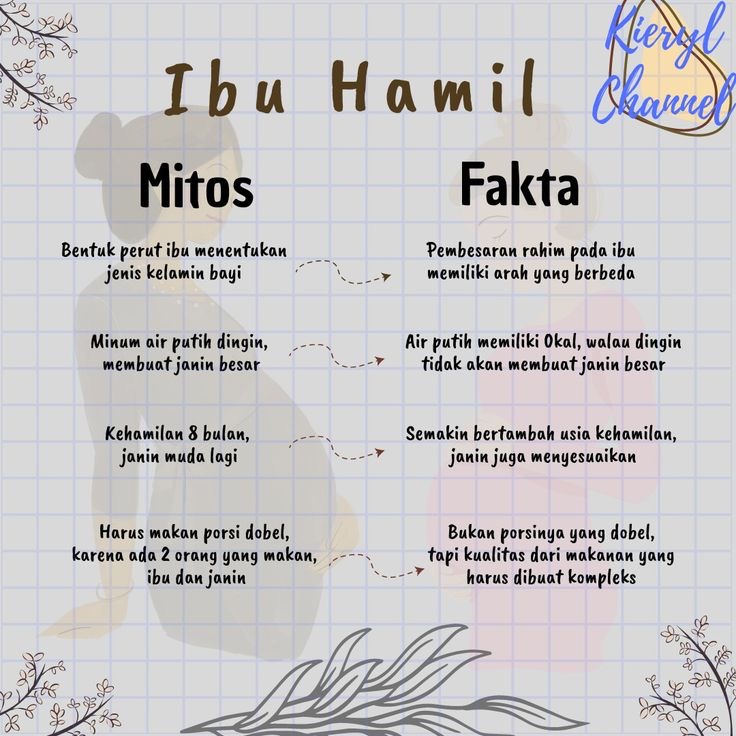 Kieryl
Channel
Ibu Hamil
Mitos
Fakta
Bentuk perut ibu menentukan
jenis kelamin bayi
Pembesaran rahim pada ibu
memiliki arah yang berbeda
Minum air putih dingin,
membuat janin besar
Air putih memiliki 0kal, walau dingin
tidak akan membuat janin besar
Kehamilan 8 bulan,
janin muda lagi
Semakin bertambah usia kehamilan,
janin juga menyesuaikan
Harus makan porsi dobel,
karena ada 2 orang yang makan,
ibu dan janin
Bukan porsinya yang dobel,
tapi kualitas dari makanan yang
harus dibuat kompleks